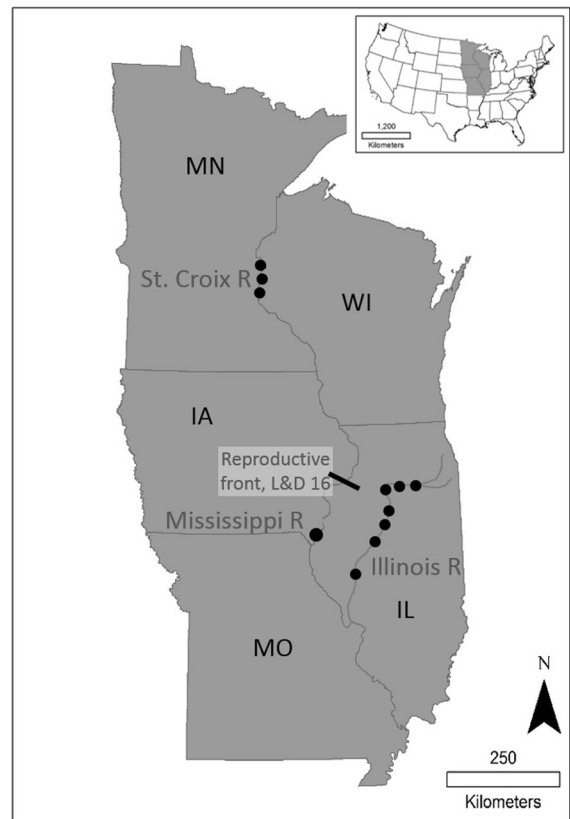 1,200
Kilometers
MN
St. Croix R
WI
IA
Reproductive
front, L&D 16
Mississippi R
Illinois R
IL
MO
N
250
Kilometers